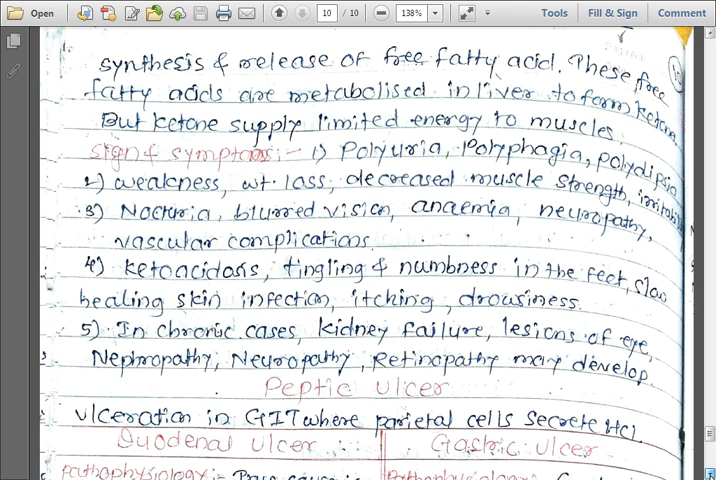 Open
10 / 10
138%
Tools
Fill & Sign
Comment
synthesis & release of free fatty acid. These free
fatty acids are metabolised in liver to form ketone
But ketone supply limited energy to muscles.
Sign & symptoms:- 1) Polyuria, Polyphagia, polydipsia
2) weakness, wt. loss, decreased muscle strength,
3) Nocturia, blurred vision, anaemia, neuropathy,
vascular complications.
4) Ketoacidosis, tingling & numbness in the feet, slow
healing skin infection, itching, drowsiness.
5) In chronic cases, kidney failure, lesions of eye,
Nephropathy, Neuropathy, Retinopathy may develop.
Peptic ulcer
Ulceration in GIT where parietal cells secrete HCl.
Duodenal ulcer
Gastric ulcer
Pathophysiology:-
Pathophysiology: